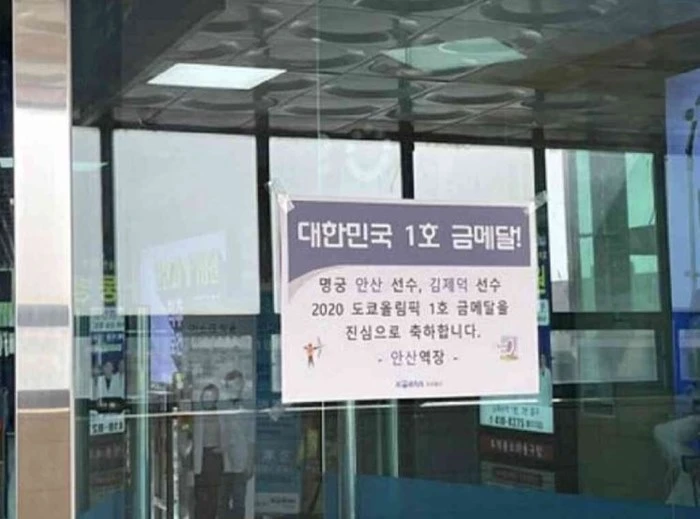 대한민국 1호 금메달!
명궁 안산 선수, 김제덕 선수
2020 도쿄올림픽 1호 금메달을
진심으로 축하합니다.
- 안산역장 -